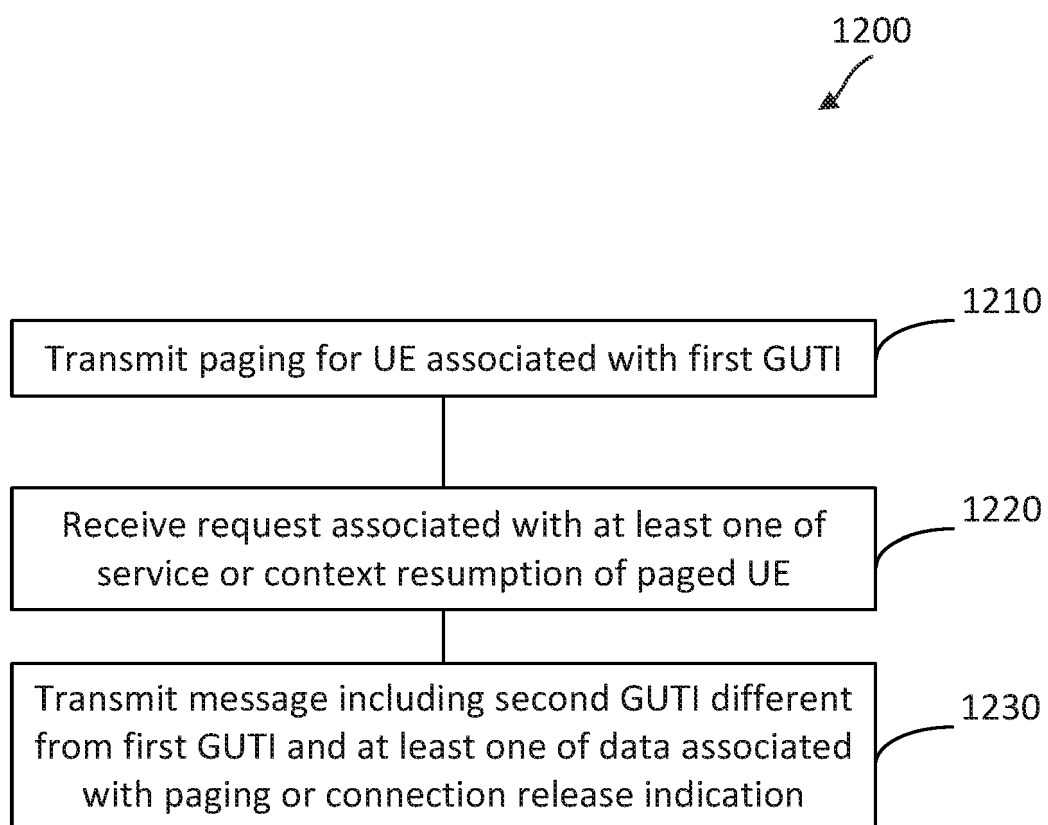 1200
1210
Transmit paging for UE associated with first GUTI
1220
Receive request associated with at least one of
service or context resumption of paged UE
1230
Transmit message including second GUTI different
from first GUTI and at least one of data associated
with paging or connection release indication